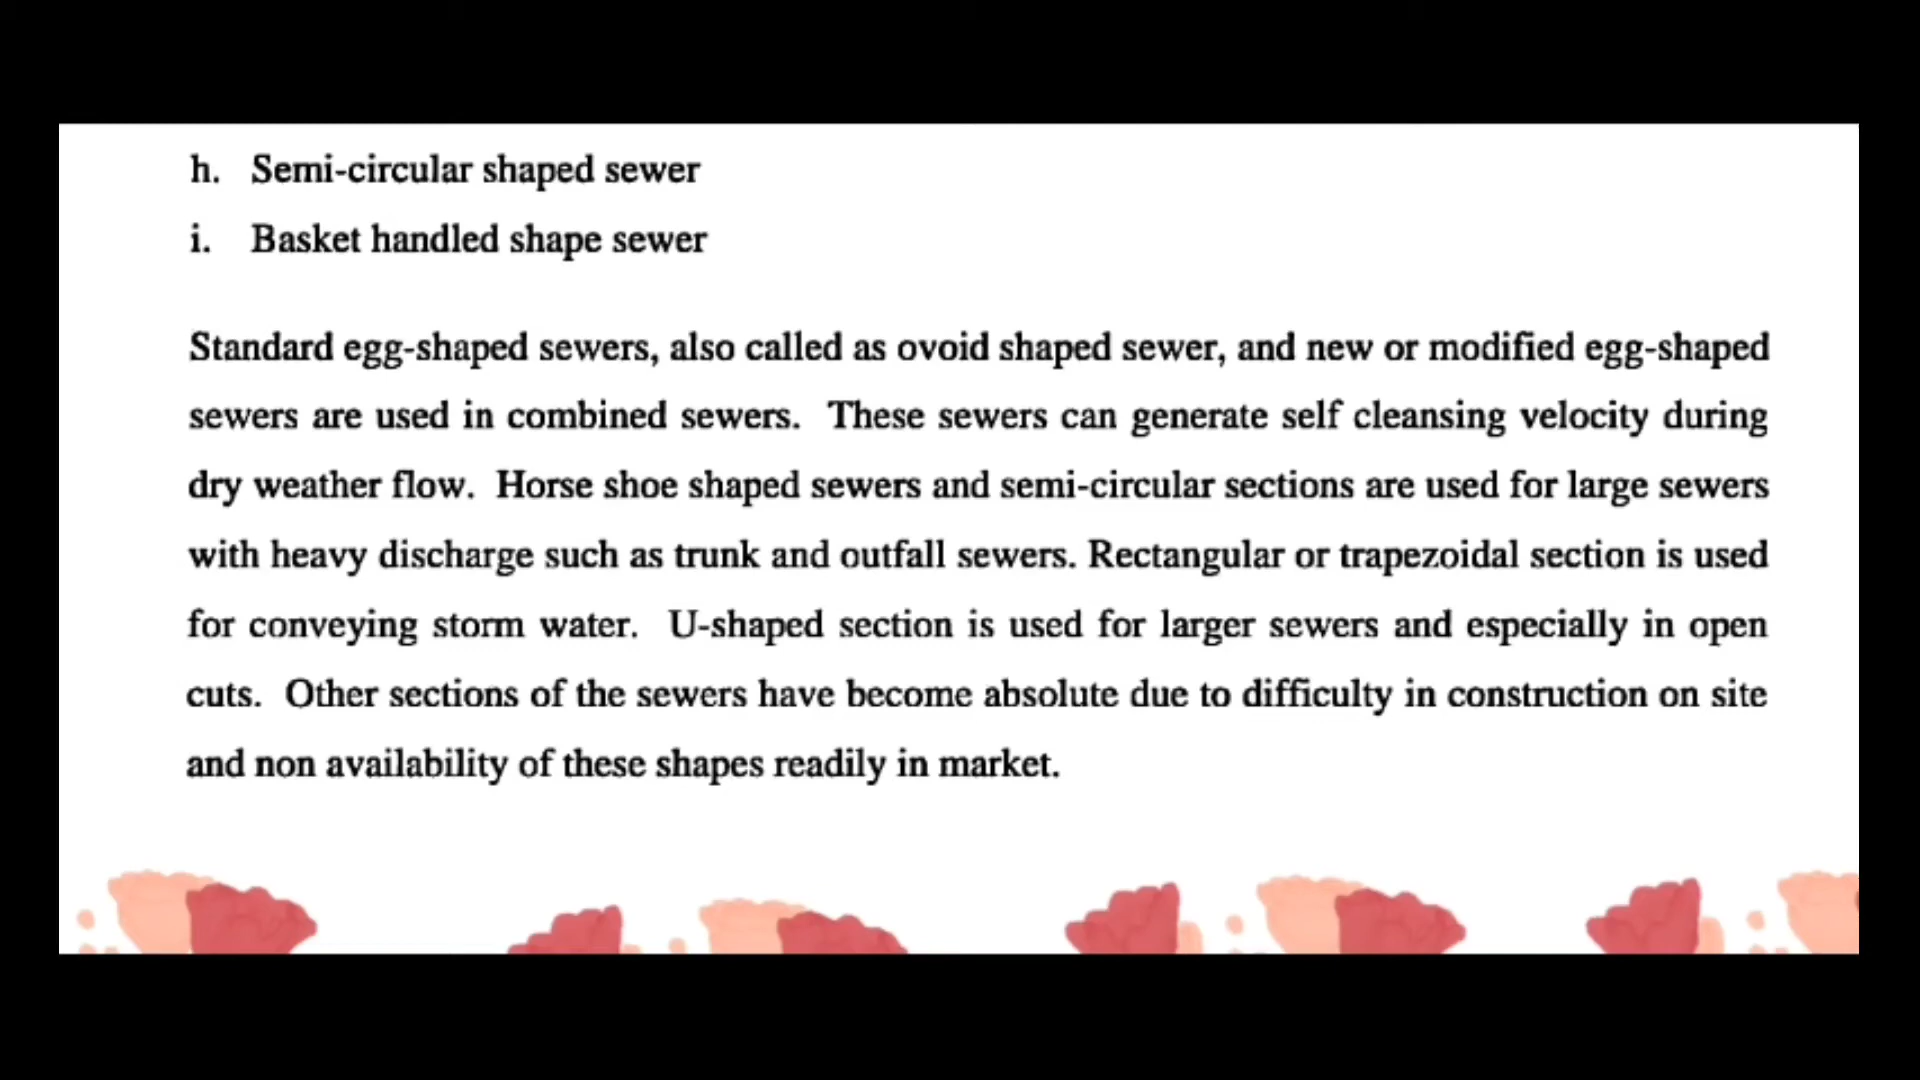 h. Semi-circular shaped sewer
i. Basket handled shape sewer
Standard egg-shaped sewers, also called as ovoid shaped sewer, and new or modified egg-shaped
sewers are used in combined sewers. These sewers can generate self cleansing velocity during
dry weather flow. Horse shoe shaped sewers and semi-circular sections are used for large sewers
with heavy discharge such as trunk and outfall sewers. Rectangular or trapezoidal section is used
for conveying storm water. U-shaped section is used for larger sewers and especially in open
cuts. Other sections of the sewers have become absolute due to difficulty in construction on site
and non availability of these shapes readily in market.